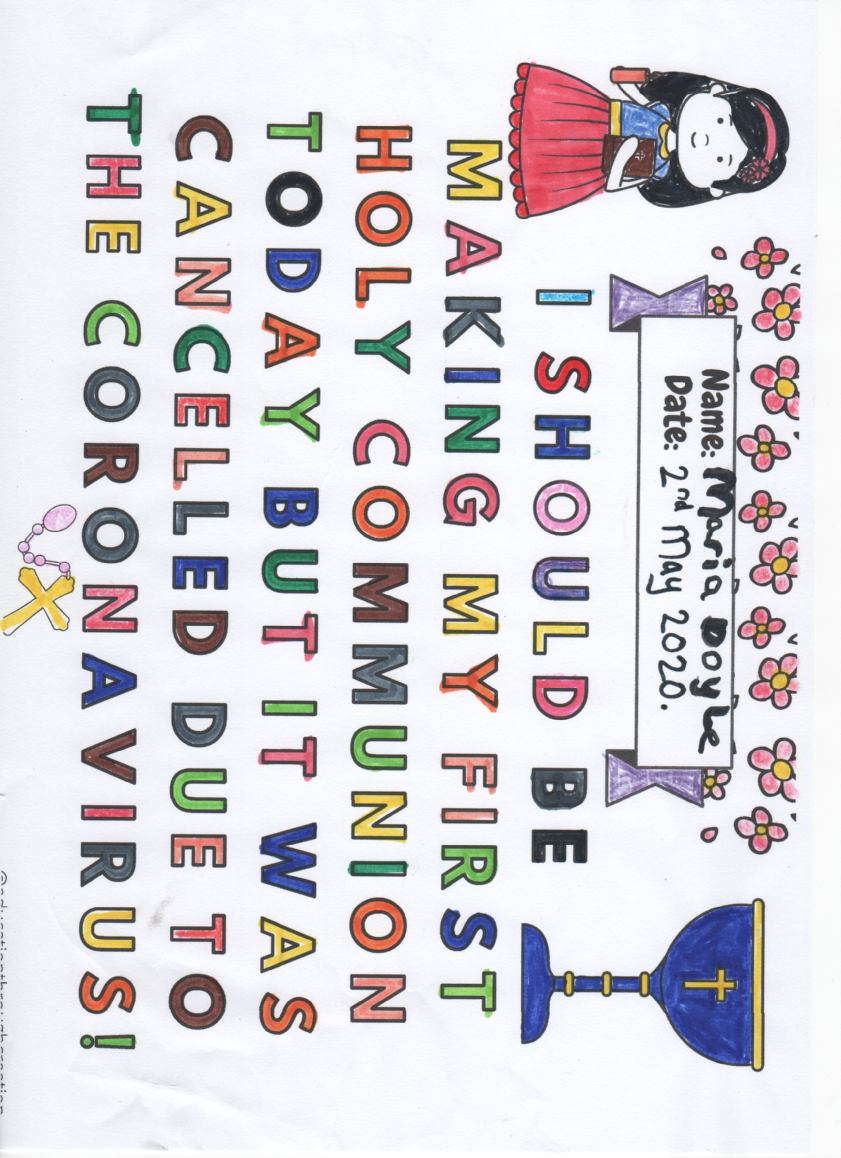 Name: Maria Doyle
Date: 2nd May 2020.
I SHOULD BE
MAKING MY FIRST
HOLY COMMUNION
TODAY BUT IT WAS
CANCELLED DUE TO
THE CORONAVIRUS!